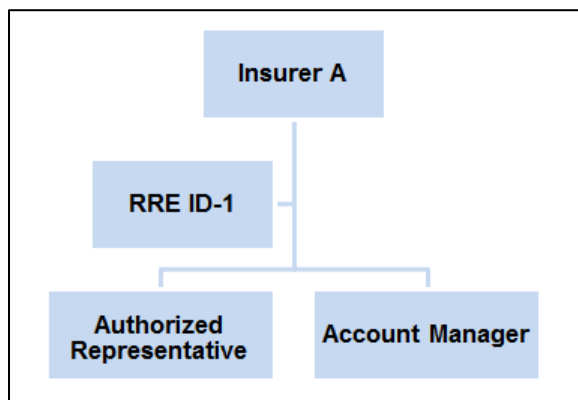 Insurer A
RRE ID-1
Authorized
Representative
Account Manager